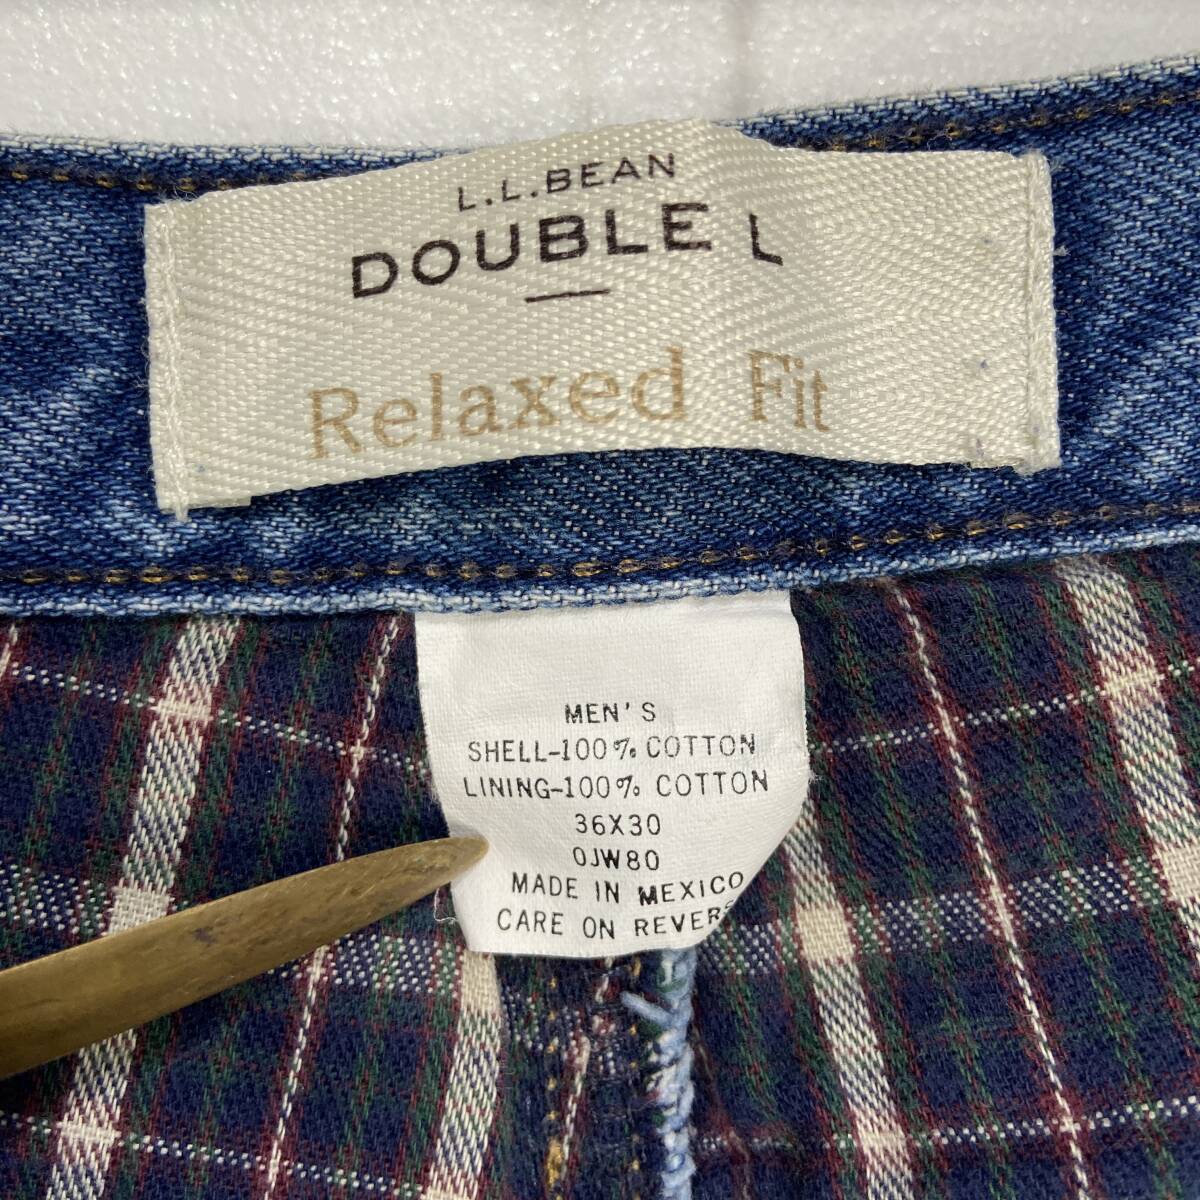 L.L.BEAN
DOUBLE L
Relaxed Fit
MEN'S
SHELL-100% COTTON
LINING-100% COTTON
36X30
0JW80
MADE IN MEXICO
CARE ON REVERS